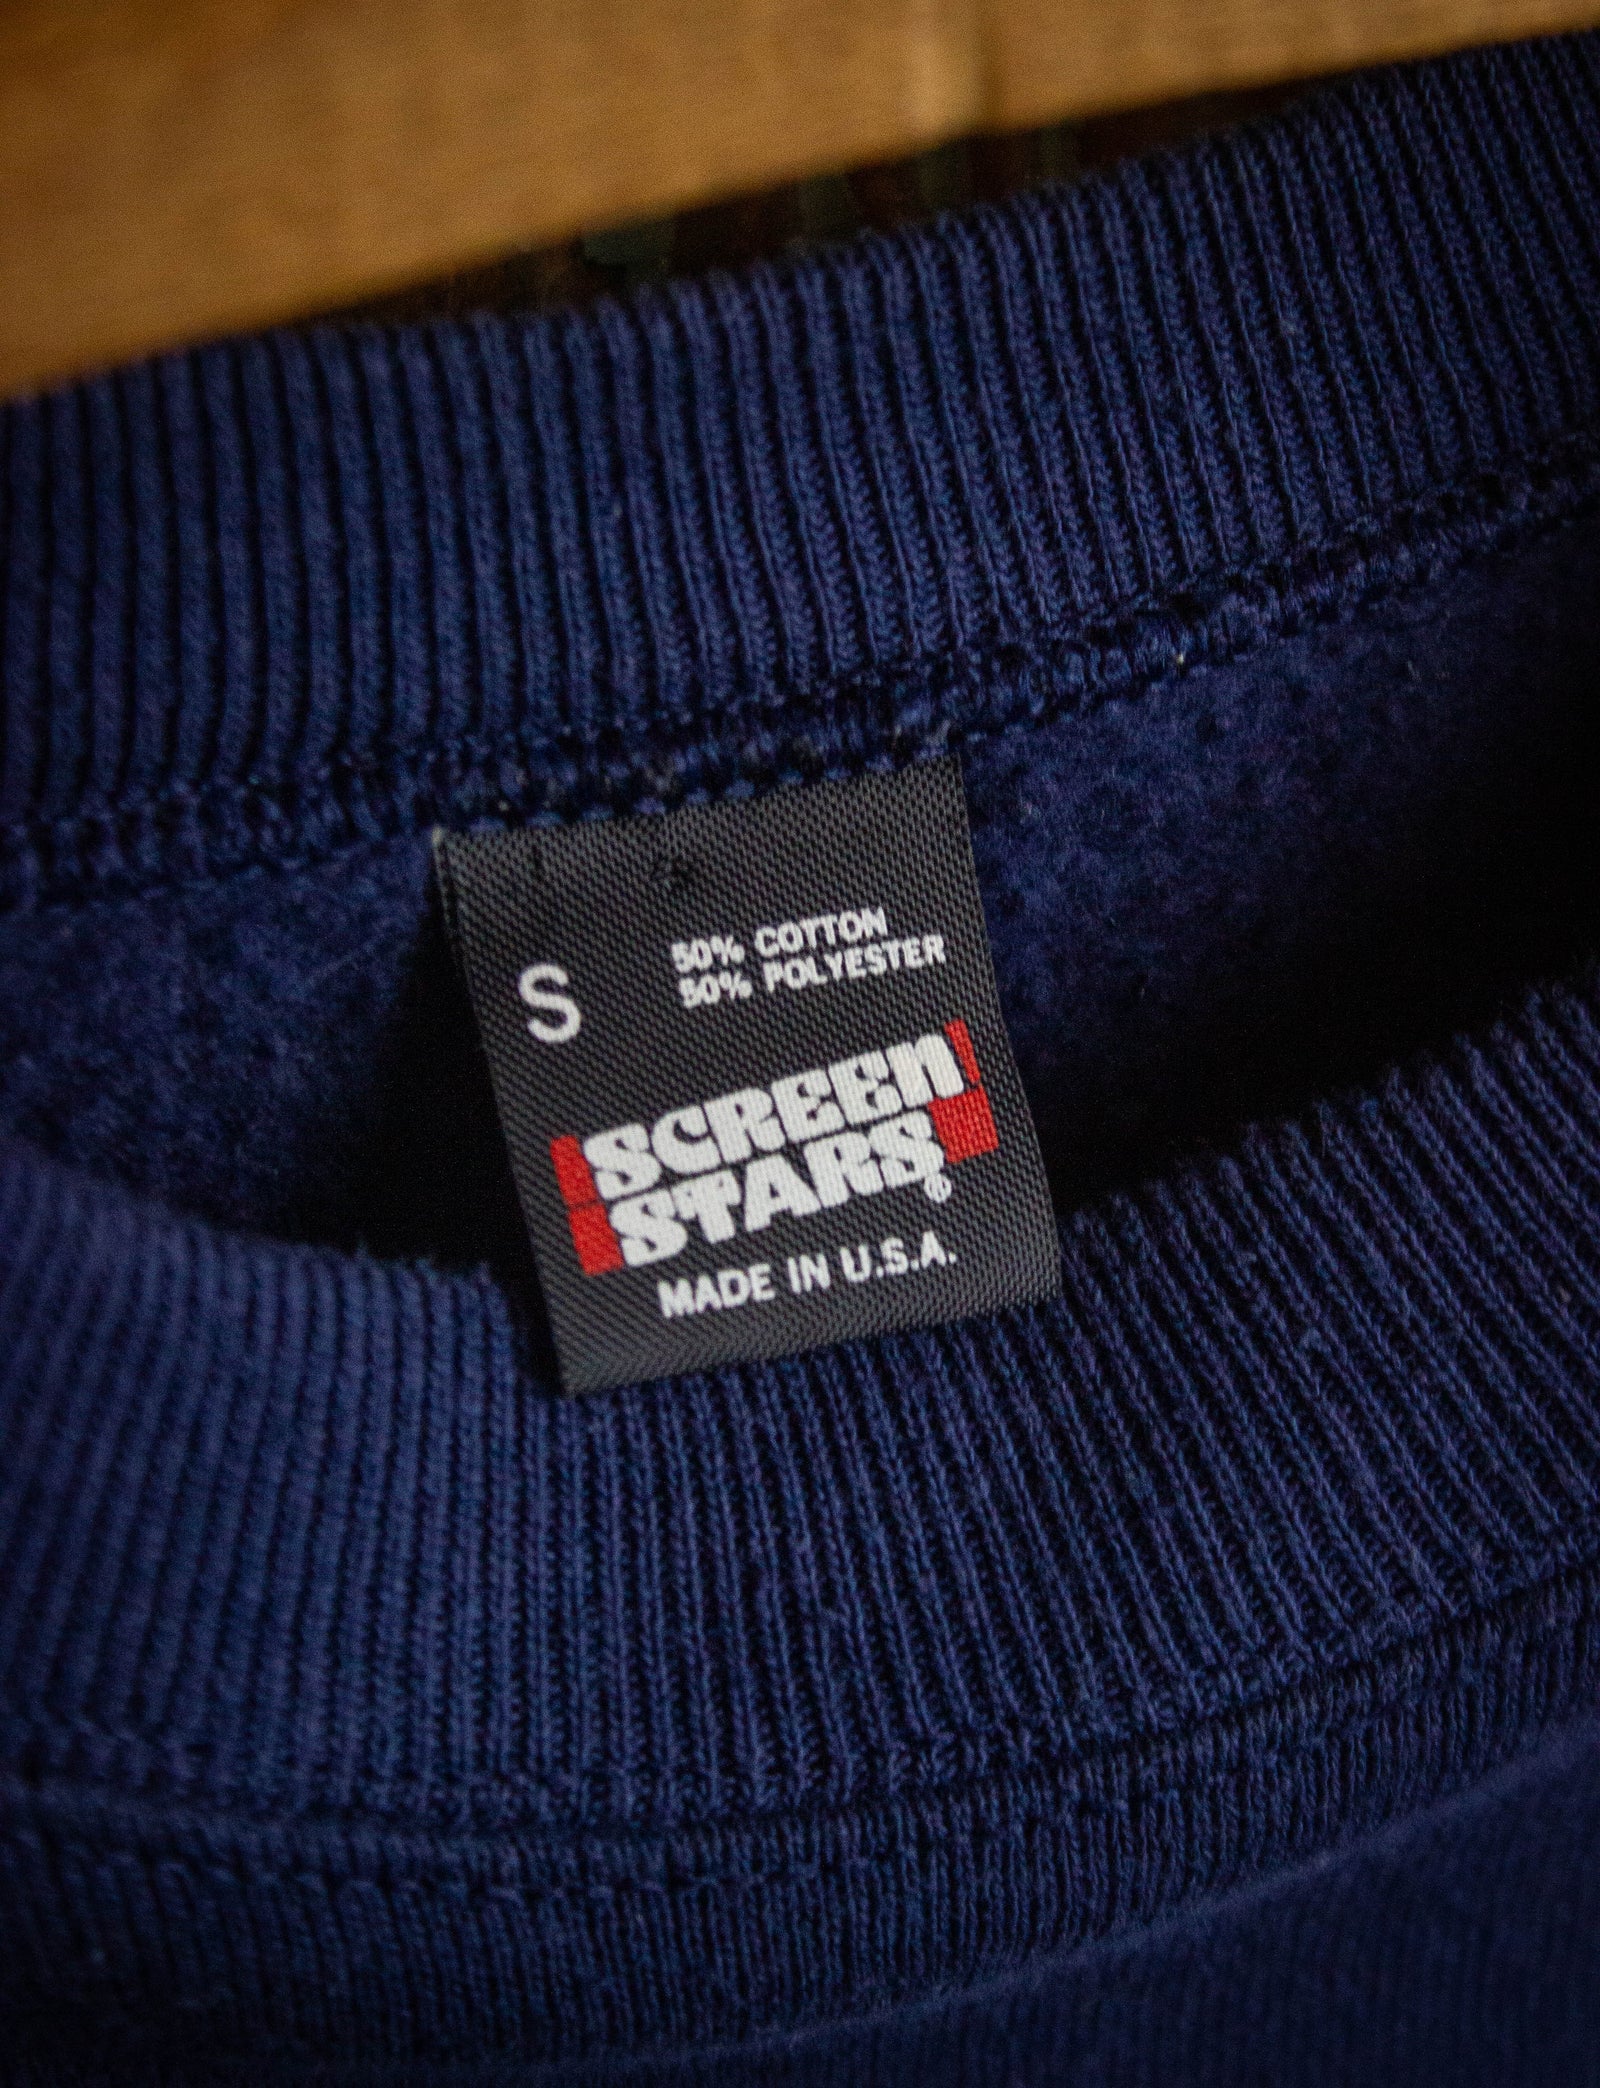 S
50% COTTON
50% POLYESTER
SCREEN
STARS®
MADE IN U.S.A.